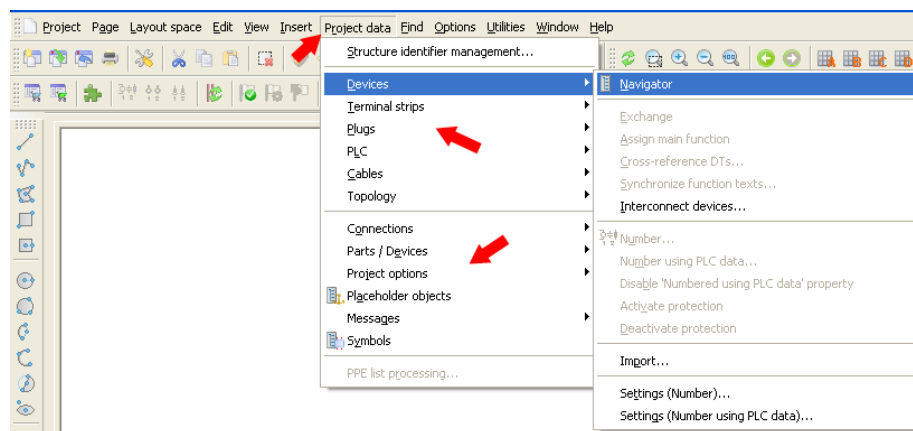 Project Page Layout space Edit View Insert Project data Find Options Utilities Window Help
Structure identifier management...
Devices
Terminal strips
Plugs
PLC
Cables
Topology
Connections
Parts / Devices
Project options
Placeholder objects
Messages
Symbols
PPE list processing...
Navigator
Exchange
Assign main function
Cross-reference DTs...
Synchronize function texts...
Interconnect devices...
Number...
Number using PLC data...
Disable 'Numbered using PLC data' property
Activate protection
Deactivate protection
Import...
Settings (Number)...
Settings (Number using PLC data)...